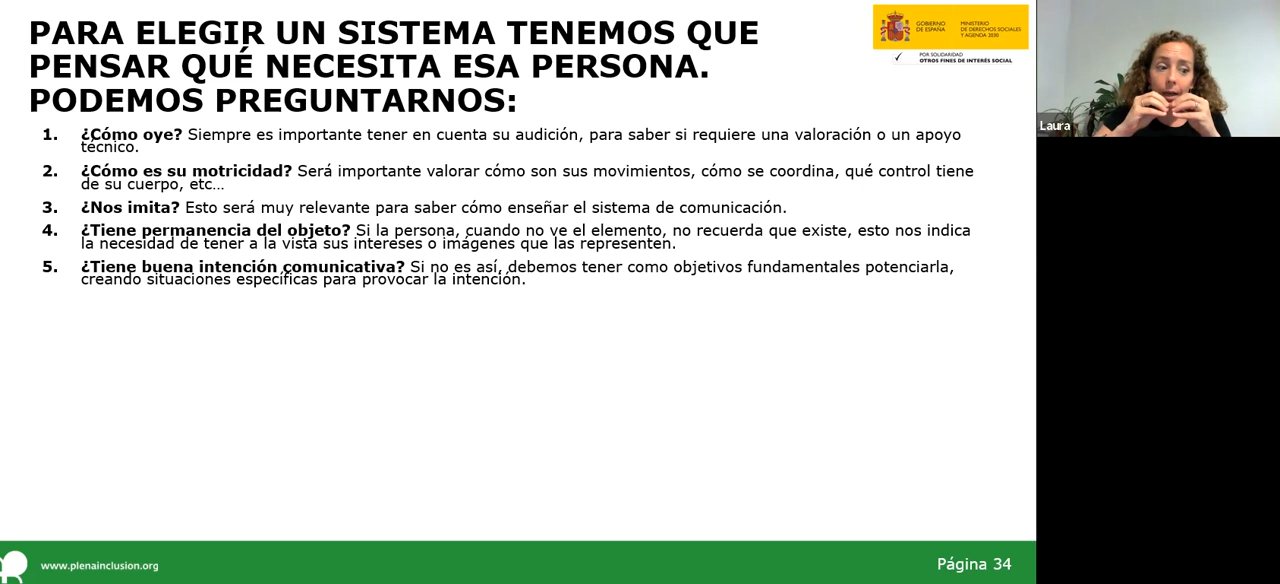 PARA ELEGIR UN SISTEMA TENEMOS QUE
PENSAR QUÉ NECESITA ESA PERSONA.
PODEMOS PREGUNTARNOS:
GOBIERNO
DE ESPAÑA
MINISTERIO
DE DERECHOS SOCIALES
Y AGENDA 2030
POR SOLIDARIDAD
OTROS FINES DE INTERÉS SOCIAL
Laura
1. ¿Cómo oye? Siempre es importante tener en cuenta su audición, para saber si requiere una valoración o un apoyo
técnico.
2. ¿Cómo es su motricidad? Será importante valorar cómo son sus movimientos, cómo se coordina, qué control tiene
de su cuerpo, etc…
3. ¿Nos imita? Esto será muy relevante para saber cómo enseñar el sistema de comunicación.
4. ¿Tiene permanencia del objeto? Si la persona, cuando no ve el elemento, no recuerda que existe, esto nos indica
la necesidad de tener a la vista sus intereses o imágenes que las representen.
5. ¿Tiene buena intención comunicativa? Si no es así, debemos tener como objetivos fundamentales potenciarla,
creando situaciones específicas para provocar la intención.
www.plenainclusion.org
Página 34